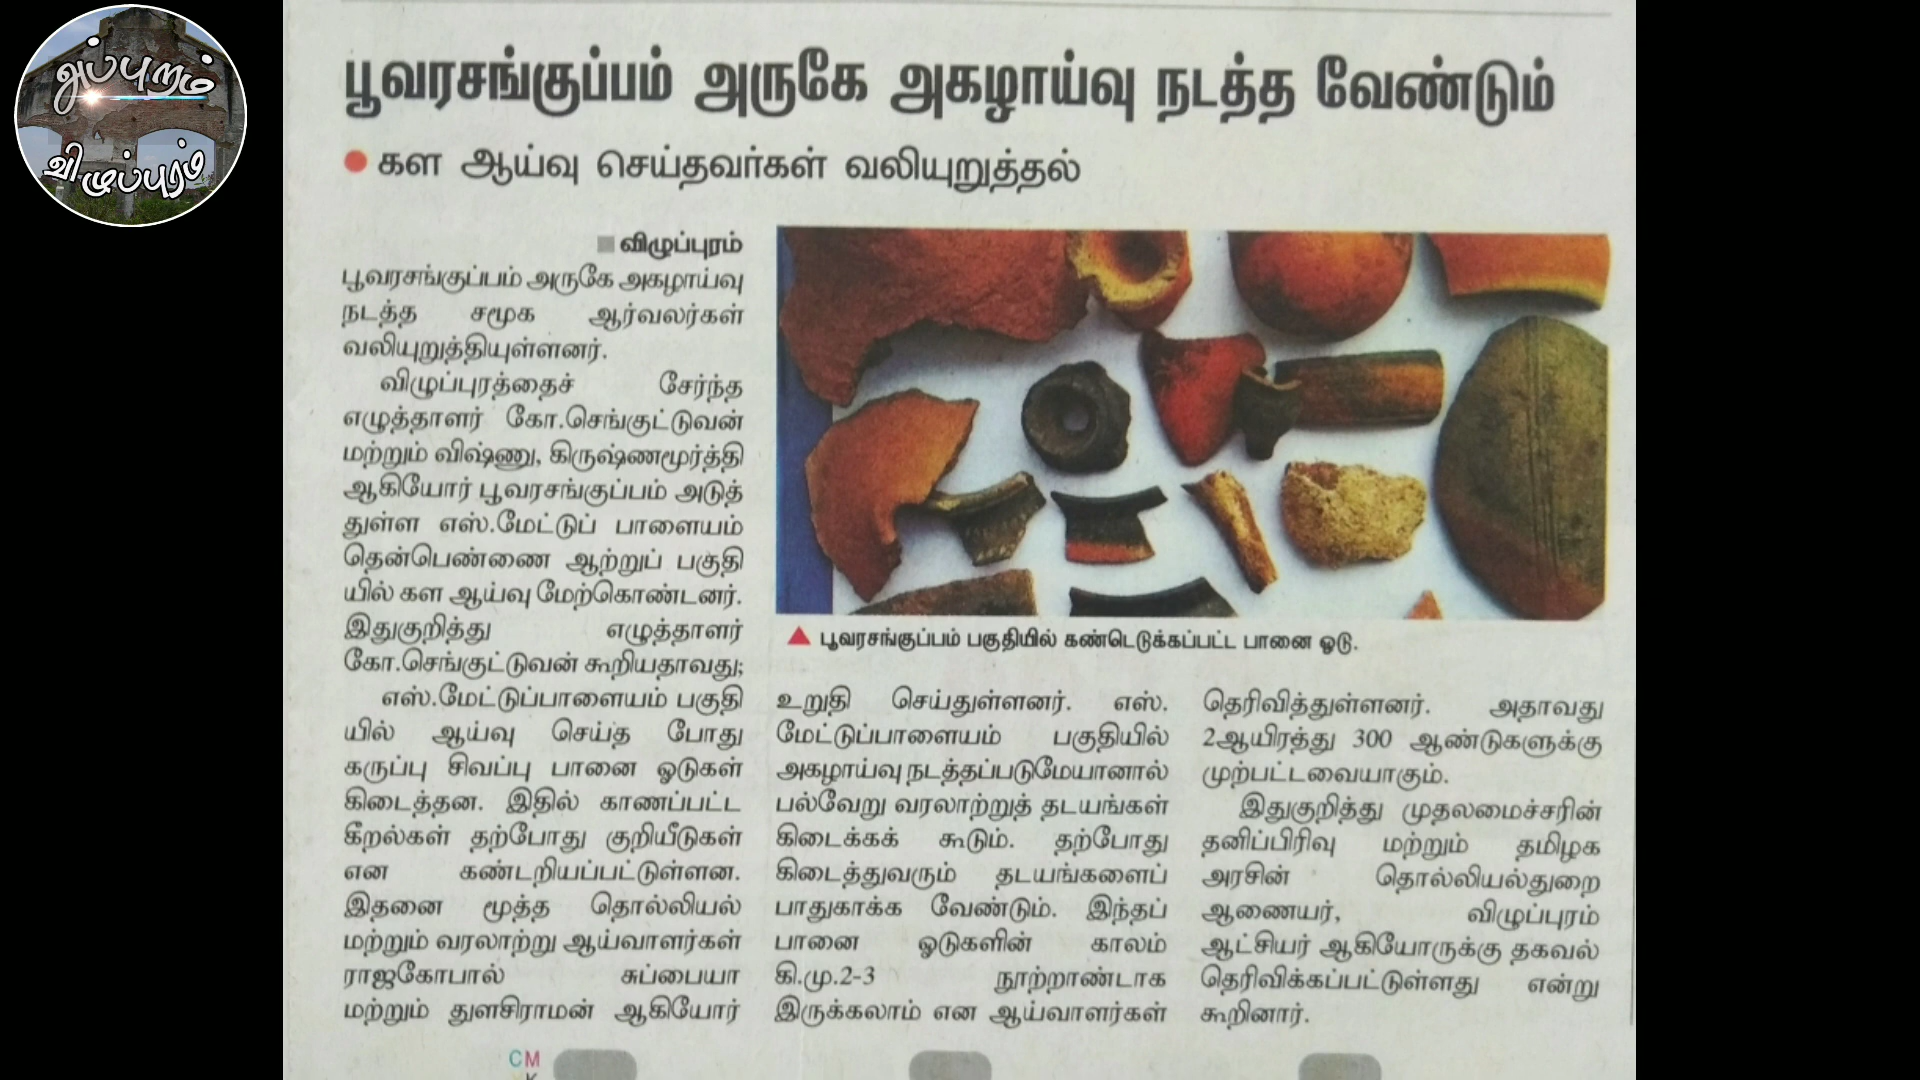 அப்புறம்
விழுப்புரம்
பூவரசங்குப்பம் அருகே அகழாய்வு நடத்த வேண்டும்
● கள ஆய்வு செய்தவர்கள் வலியுறுத்தல்
■ விழுப்புரம்
பூவரசங்குப்பம் அருகே அகழாய்வு
நடத்த சமூக ஆர்வலர்கள்
வலியுறுத்தியுள்ளனர்.
விழுப்புரத்தைச் சேர்ந்த
எழுத்தாளர் கோ.செங்குட்டுவன்
மற்றும் விஷ்ணு, கிருஷ்ணமூர்த்தி
ஆகியோர் பூவரசங்குப்பம் அடுத்
துள்ள எஸ்.மேட்டுப் பாளையம்
தென்பெண்ணை ஆற்றுப் பகுதி
யில் கள ஆய்வு மேற்கொண்டனர்.
இதுகுறித்து எழுத்தாளர்
கோ.செங்குட்டுவன் கூறியதாவது;
எஸ்.மேட்டுப்பாளையம் பகுதி
யில் ஆய்வு செய்த போது
கருப்பு சிவப்பு பானை ஓடுகள்
கிடைத்தன. இதில் காணப்பட்ட
கீறல்கள் தற்போது குறியீடுகள்
என கண்டறியப்பட்டுள்ளன.
இதனை மூத்த தொல்லியல்
மற்றும் வரலாற்று ஆய்வாளர்கள்
ராஜகோபால் சுப்பையா
மற்றும் துளசிராமன் ஆகியோர்
▲ பூவரசங்குப்பம் பகுதியில் கண்டெடுக்கப்பட்ட பானை ஓடு.
உறுதி செய்துள்ளனர். எஸ்.
மேட்டுப்பாளையம் பகுதியில்
அகழாய்வு நடத்தப்படுமேயானால்
பல்வேறு வரலாற்றுத் தடயங்கள்
கிடைக்கக் கூடும். தற்போது
கிடைத்துவரும் தடயங்களைப்
பாதுகாக்க வேண்டும். இந்தப்
பானை ஓடுகளின் காலம்
கி.மு.2-3 நூற்றாண்டாக
இருக்கலாம் என ஆய்வாளர்கள்
தெரிவித்துள்ளனர். அதாவது
2ஆயிரத்து 300 ஆண்டுகளுக்கு
முற்பட்டவையாகும்.
இதுகுறித்து முதலமைச்சரின்
தனிப்பிரிவு மற்றும் தமிழக
அரசின் தொல்லியல்துறை
ஆணையர், விழுப்புரம்
ஆட்சியர் ஆகியோருக்கு தகவல்
தெரிவிக்கப்பட்டுள்ளது என்று
கூறினார்.
CM
K